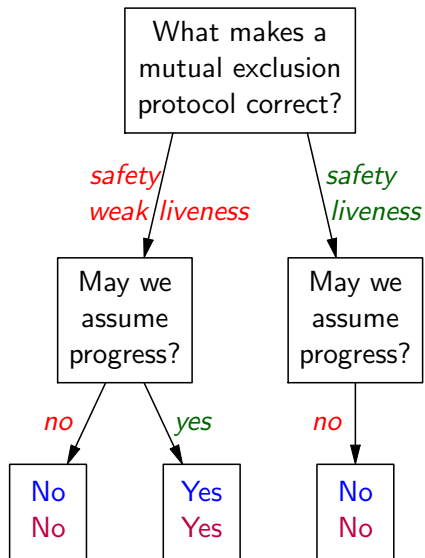 What makes a
mutual exclusion
protocol correct?
safety
weak liveness
safety
liveness
May we
assume
progress?
May we
assume
progress?
no
yes
no
No
No
Yes
Yes
No
No